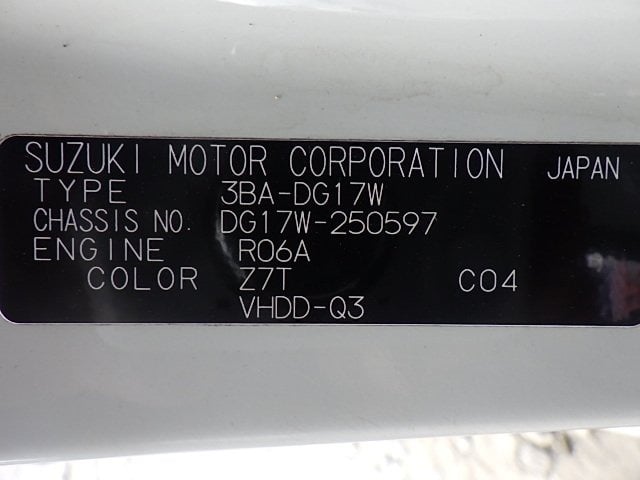 SUZUKI MOTOR CORPORATION JAPAN
TYPE 3BA-DG17W
CHASSIS NO. DG17W-250597
ENGINE R06A
COLOR Z7T C04
VHDD-Q3